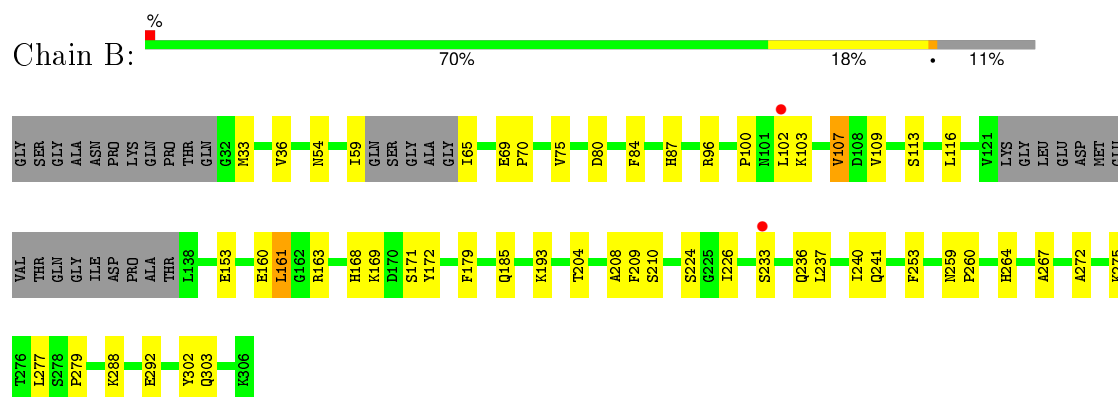 %
Chain B:
70% 18% • 11%
GLY SER GLY ALA ASN PRO LYS GLN PRO THR GLN G32 M33 V36 N54 I59 GLN SER GLY ALA GLY I65 E69 P70 V75 D80 F84 H87 R96 P100 N101 L102 K103 V107 D108 V109 S113 L116 V121 LYS GLY LEU GLU ASP MET GLU
VAL THR GLN GLY ILE ASP PRO ALA THR L138 E153 E160 L161 G162 R163 H168 K169 D170 S171 Y172 F179 Q185 K193 T204 A208 F209 S210 S224 G225 I226 S233 Q236 L237 I240 Q241 F253 N259 P260 H264 A267 A272 K275
T276 L277 S278 P279 K288 E292 Y302 Q303 K306